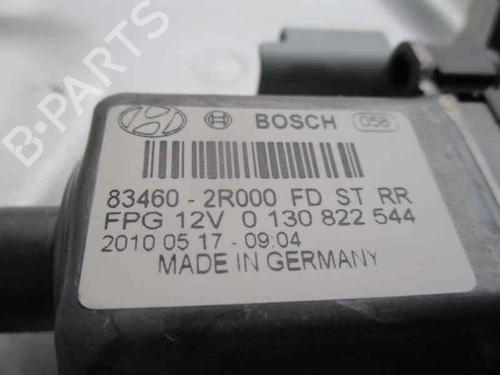 BOSCH 058
83460 - 2R000 FD ST RR
FPG 12V 0 130 822 544
2010 05 17 - 09:04
MADE IN GERMANY
B-PARTS